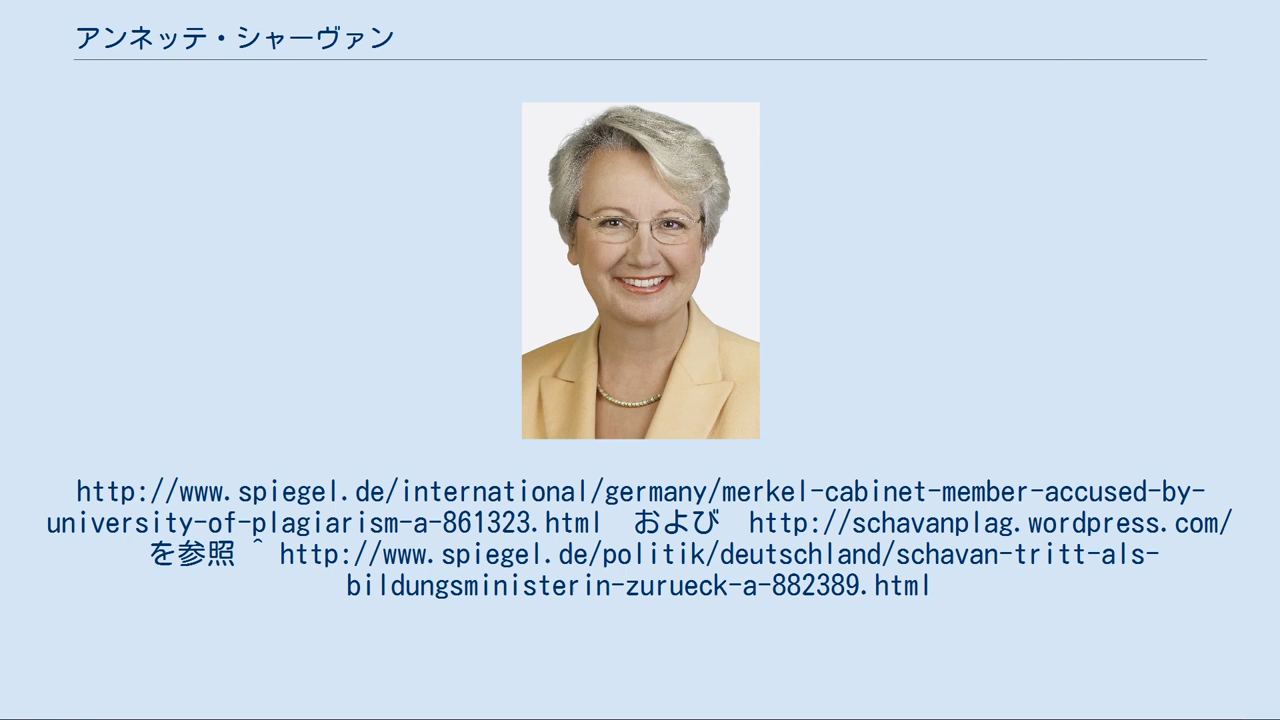 アンネッテ・シャーヴァン
http://www.spiegel.de/international/germany/merkel-cabinet-member-accused-by-
university-of-plagiarism-a-861323.html　および　http://schavanplag.wordpress.com/
を参照 ^ http://www.spiegel.de/politik/deutschland/schavan-tritt-als-
bildungsministerin-zurueck-a-882389.html